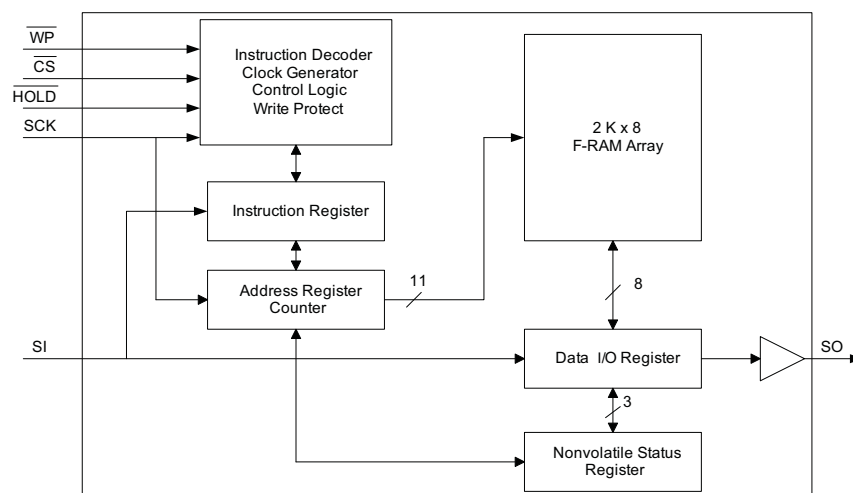 WP
CS
HOLD
SCK
Instruction Decoder
Clock Generator
Control Logic
Write Protect
2 K x 8
F-RAM Array
Instruction Register
Address Register
Counter
11
8
SI
Data I/O Register
SO
3
Nonvolatile Status
Register